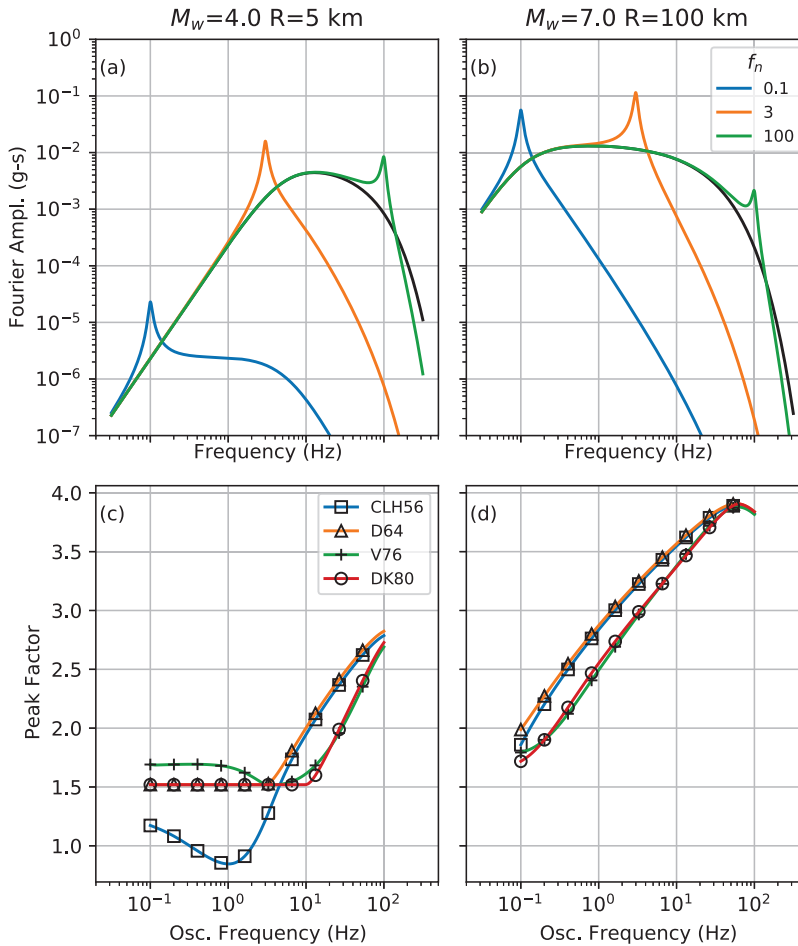 M_w=4.0 R=5 km
M_w=7.0 R=100 km
Fourier Ampl. (g-s)
10^0
10^−1
10^−2
10^−3
10^−4
10^−5
10^−6
10^−7
(a)
(b)
f_n
0.1
3
100
Frequency (Hz)
Frequency (Hz)
Peak Factor
4.0
3.5
3.0
2.5
2.0
1.5
1.0
(c)
CLH56
D64
V76
DK80
(d)
10^−1 10^0 10^1 10^2
10^−1 10^0 10^1 10^2
Osc. Frequency (Hz)
Osc. Frequency (Hz)